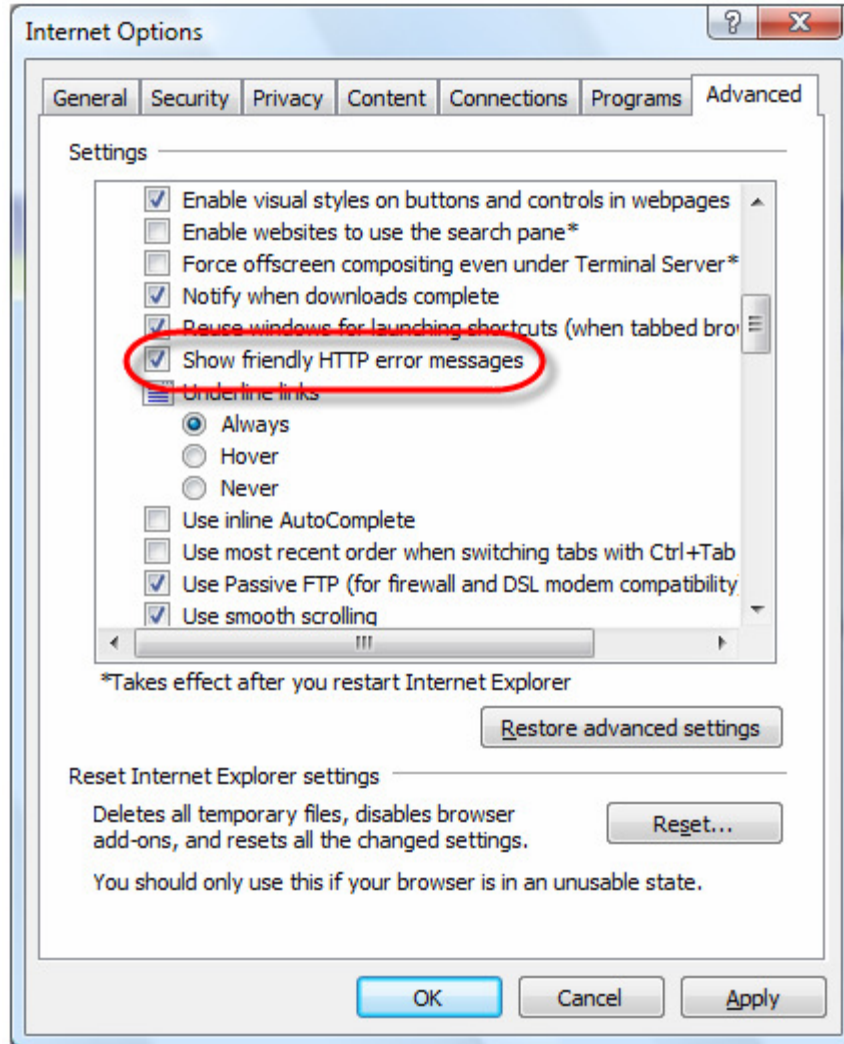 Internet Options
General Security Privacy Content Connections Programs Advanced
Settings
Enable visual styles on buttons and controls in webpages
Enable websites to use the search pane*
Force offscreen compositing even under Terminal Server*
Notify when downloads complete
Reuse windows for launching shortcuts (when tabbed brow
Show friendly HTTP error messages
Underline links
Always
Hover
Never
Use inline AutoComplete
Use most recent order when switching tabs with Ctrl+Tab
Use Passive FTP (for firewall and DSL modem compatibility)
Use smooth scrolling
*Takes effect after you restart Internet Explorer
Restore advanced settings
Reset Internet Explorer settings
Deletes all temporary files, disables browser
add-ons, and resets all the changed settings.
Reset...
You should only use this if your browser is in an unusable state.
OK Cancel Apply